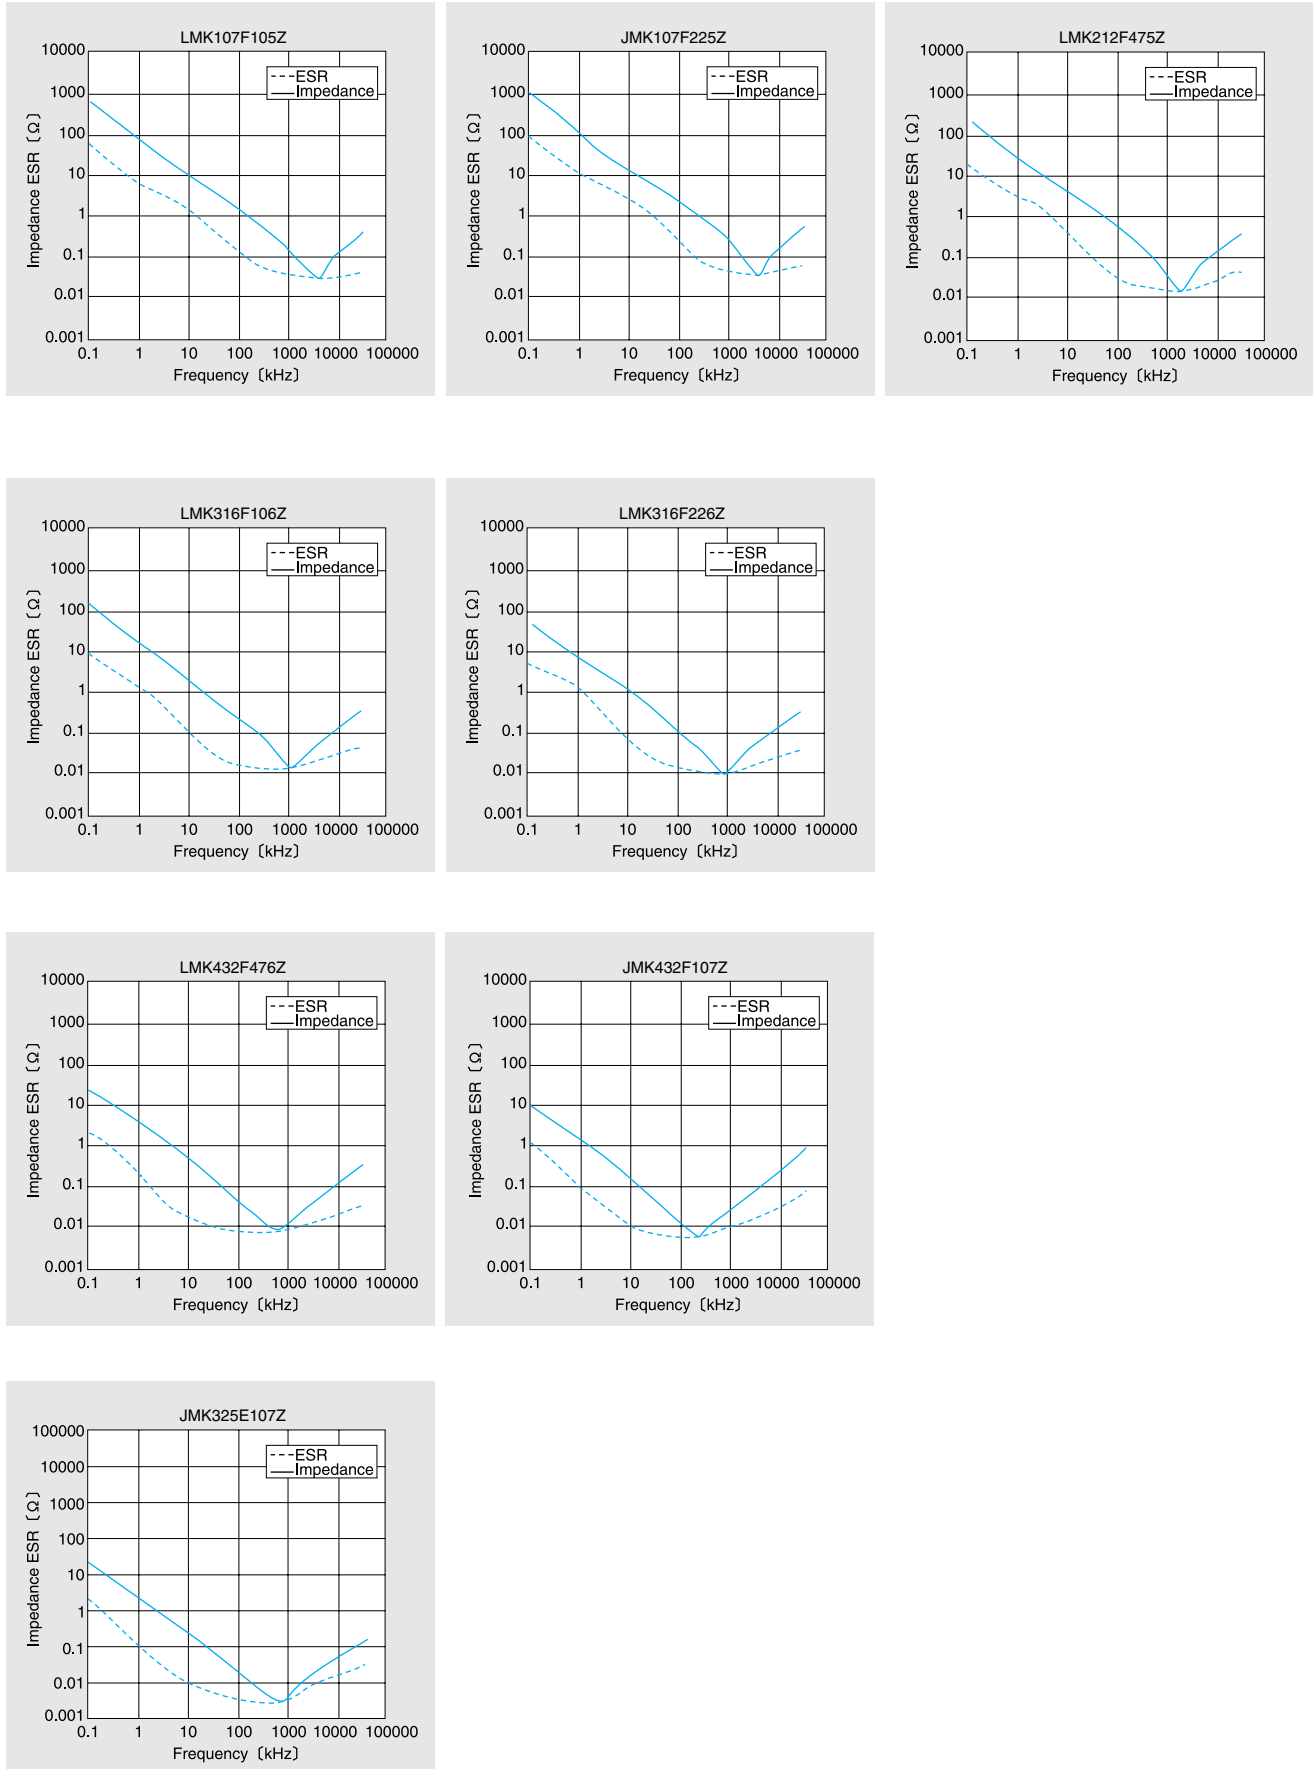 LMK107F105Z
10000
1000
100
10
1
0.1
0.01
0.001
0.1 1 10 100 1000 10000 100000
Impedance ESR〔Ω〕
Frequency〔kHz〕
ESR
Impedance
JMK107F225Z
10000
1000
100
10
1
0.1
0.01
0.001
0.1 1 10 100 1000 10000 100000
Impedance ESR〔Ω〕
Frequency〔kHz〕
ESR
Impedance
LMK212F475Z
10000
1000
100
10
1
0.1
0.01
0.001
0.1 1 10 100 1000 10000 100000
Impedance ESR〔Ω〕
Frequency〔kHz〕
ESR
Impedance
LMK316F106Z
10000
1000
100
10
1
0.1
0.01
0.001
0.1 1 10 100 1000 10000 100000
Impedance ESR〔Ω〕
Frequency〔kHz〕
ESR
Impedance
LMK316F226Z
10000
1000
100
10
1
0.1
0.01
0.001
0.1 1 10 100 1000 10000 100000
Impedance ESR〔Ω〕
Frequency〔kHz〕
ESR
Impedance
LMK432F476Z
10000
1000
100
10
1
0.1
0.01
0.001
0.1 1 10 100 1000 10000 100000
Impedance ESR〔Ω〕
Frequency〔kHz〕
ESR
Impedance
JMK432F107Z
10000
1000
100
10
1
0.1
0.01
0.001
0.1 1 10 100 1000 10000 100000
Impedance ESR〔Ω〕
Frequency〔kHz〕
ESR
Impedance
JMK325E107Z
100000
10000
1000
100
10
1
0.1
0.01
0.001
0.1 1 10 100 1000 10000 100000
Impedance ESR〔Ω〕
Frequency〔kHz〕
ESR
Impedance